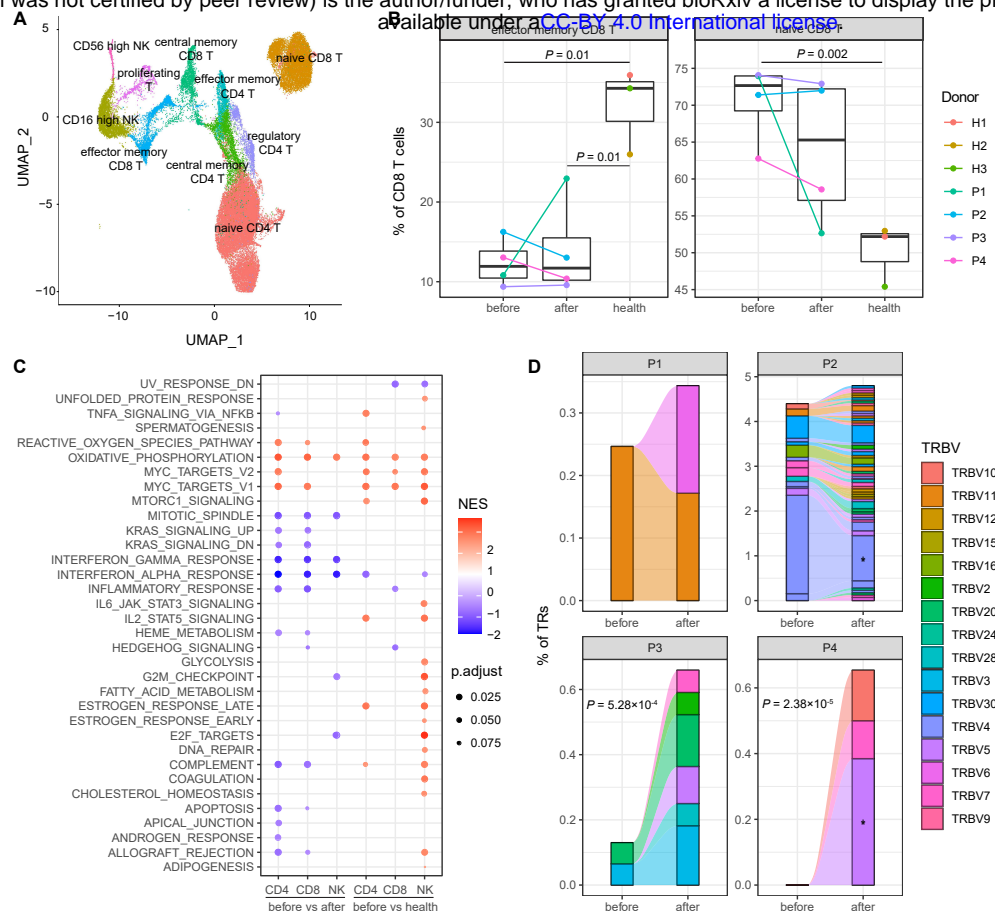 was not certified by peer review) is the author/funder, who has granted bioRxiv a license to display the
available under aCC-BY 4.0 International license.
A
UMAP_2
5
0
−5
−10
−10
0
10
UMAP_1
CD56 high NK
central memory
CD8 T
naive CD8 T
proliferating
T
effector memory
CD4 T
CD16 high NK
effector memory
CD8 T
regulatory
CD4 T
central memory
CD4 T
naive CD4 T
B
% of CD8 T cells
effector memory CD8 T
P = 0.01
P = 0.01
30
20
10
before
after
health
naive CD8 T
P = 0.002
75
70
65
60
55
50
45
before
after
health
Donor
H1
H2
H3
P1
P2
P3
P4
C
UV_RESPONSE_DN
UNFOLDED_PROTEIN_RESPONSE
TNFA_SIGNALING_VIA_NFKB
SPERMATOGENESIS
REACTIVE_OXYGEN_SPECIES_PATHWAY
OXIDATIVE_PHOSPHORYLATION
MYC_TARGETS_V2
MYC_TARGETS_V1
MTORC1_SIGNALING
MITOTIC_SPINDLE
KRAS_SIGNALING_UP
KRAS_SIGNALING_DN
INTERFERON_GAMMA_RESPONSE
INTERFERON_ALPHA_RESPONSE
INFLAMMATORY_RESPONSE
IL6_JAK_STAT3_SIGNALING
IL2_STAT5_SIGNALING
HEME_METABOLISM
HEDGEHOG_SIGNALING
GLYCOLYSIS
G2M_CHECKPOINT
FATTY_ACID_METABOLISM
ESTROGEN_RESPONSE_LATE
ESTROGEN_RESPONSE_EARLY
E2F_TARGETS
DNA_REPAIR
COMPLEMENT
COAGULATION
CHOLESTEROL_HOMEOSTASIS
APOPTOSIS
APICAL_JUNCTION
ANDROGEN_RESPONSE
ALLOGRAFT_REJECTION
ADIPOGENESIS
CD4 CD8 NK CD4 CD8 NK
before vs after before vs health
NES
2
1
0
−1
−2
p.adjust
0.025
0.050
0.075
D
% of TRs
P1
0.3
0.2
0.1
0.0
before
after
P2
5
4
3
2
1
0
*
before
after
P3
P = 5.28×10-4
0.6
0.4
0.2
0.0
before
after
P4
P = 2.38×10-5
0.6
0.4
0.2
0.0
*
before
after
TRBV
TRBV10
TRBV11
TRBV12
TRBV15
TRBV16
TRBV2
TRBV20
TRBV24
TRBV28
TRBV3
TRBV30
TRBV4
TRBV5
TRBV6
TRBV7
TRBV9